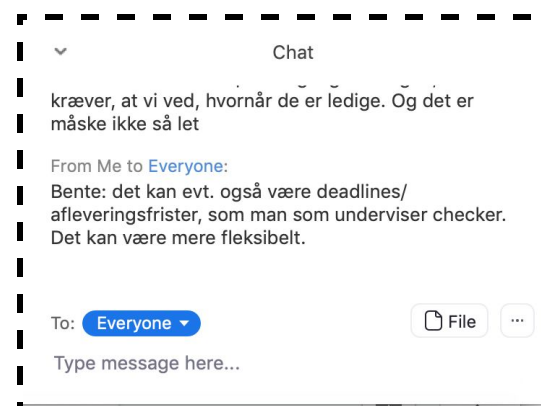 Chat
kræver, at vi ved, hvornår de er ledige. Og det er
måske ikke så let
From Me to Everyone:
Bente: det kan evt. også være deadlines/
afleveringsfrister, som man som underviser checker.
Det kan være mere fleksibelt.
To: Everyone File ...
Type message here...